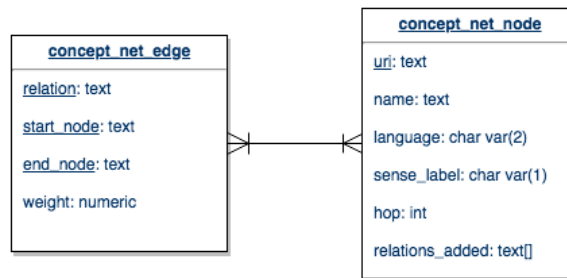 concept_net_edge
relation: text
start_node: text
end_node: text
weight: numeric
concept_net_node
uri: text
name: text
language: char var(2)
sense_label: char var(1)
hop: int
relations_added: text[]